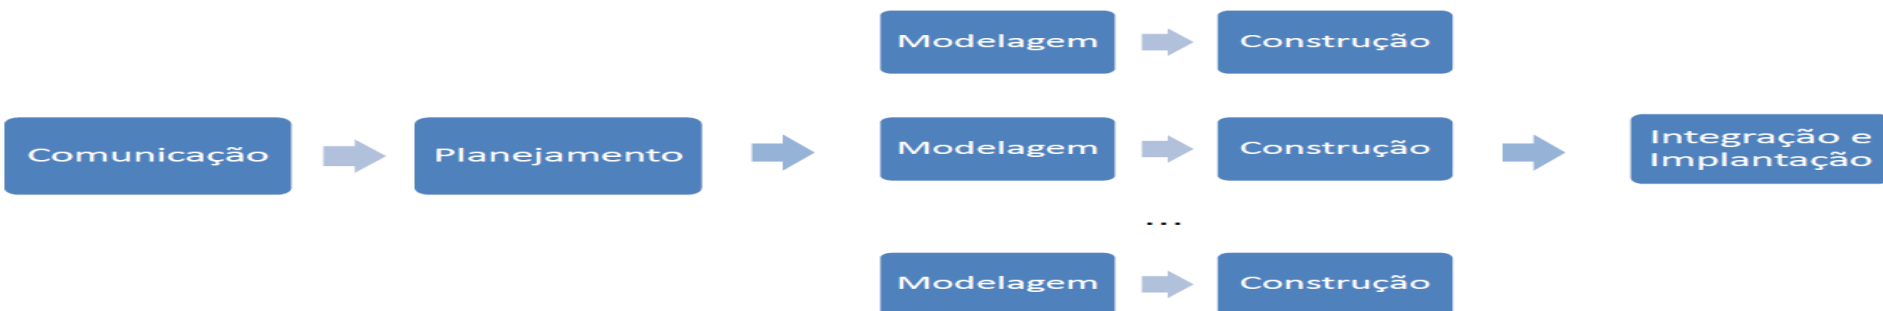 Modelagem
Construção
Comunicação
Planejamento
Modelagem
Construção
Integração e
Implantação
...
Modelagem
Construção